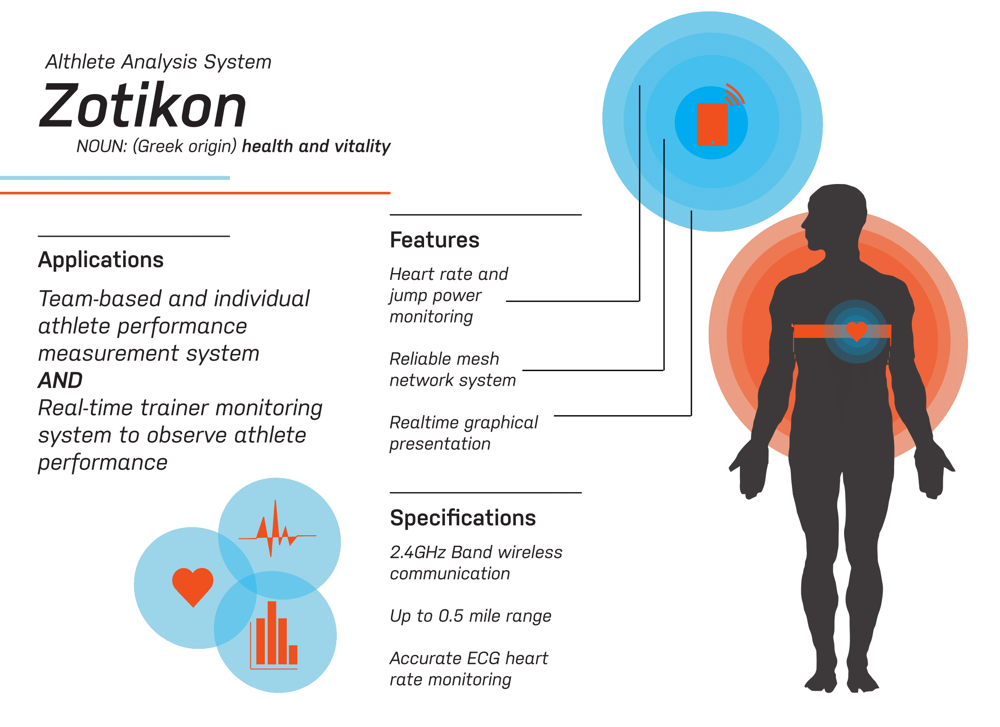 Althlete Analysis System
Zotikon
NOUN: (Greek origin) health and vitality
Applications
Team-based and individual
athlete performance
measurement system
AND
Real-time trainer monitoring
system to observe athlete
performance
Features
Heart rate and
jump power
monitoring
Reliable mesh
network system
Realtime graphical
presentation
Specifications
2.4GHz Band wireless
communication
Up to 0.5 mile range
Accurate ECG heart
rate monitoring